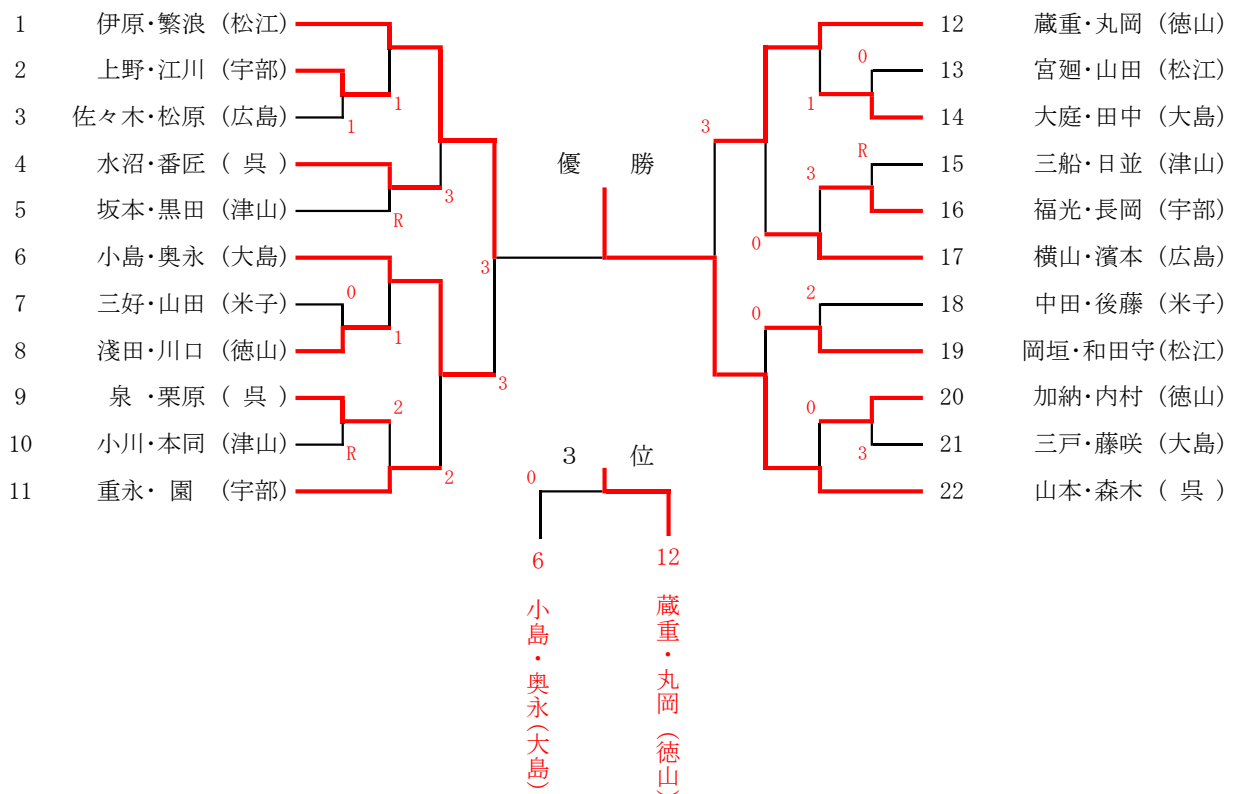 1 伊原・繁浪 (松江)
2 上野・江川 (宇部)
3 佐々木・松原 (広島)
4 水沼・番匠 ( 呉 )
5 坂本・黒田 (津山)
6 小島・奥永 (大島)
7 三好・山田 (米子)
8 淺田・川口 (徳山)
9 泉 ・栗原 ( 呉 )
10 小川・本同 (津山)
11 重永・ 園 (宇部)
1
1
3
R
3
0
1
3
2
R
2
優 勝
3 位
0
6
小島・奥永(大島)
12
蔵重・丸岡 (徳山)
3
0
1
R
3
0
2
0
0
3
12 蔵重・丸岡 (徳山)
13 宮廻・山田 (松江)
14 大庭・田中 (大島)
15 三船・日並 (津山)
16 福光・長岡 (宇部)
17 横山・濱本 (広島)
18 中田・後藤 (米子)
19 岡垣・和田守(松江)
20 加納・内村 (徳山)
21 三戸・藤咲 (大島)
22 山本・森木 ( 呉 )